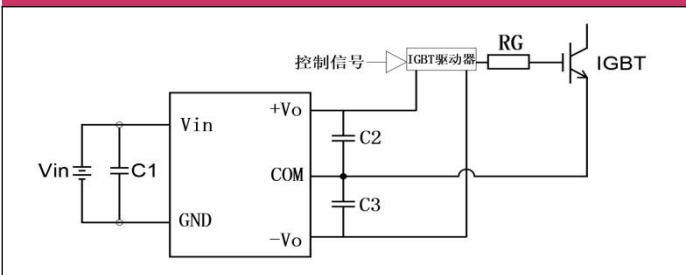 RG
控制信号
IGBT驱动器
IGBT
+Vo
Vin
C2
Vin
C1
COM
C3
GND
−Vo